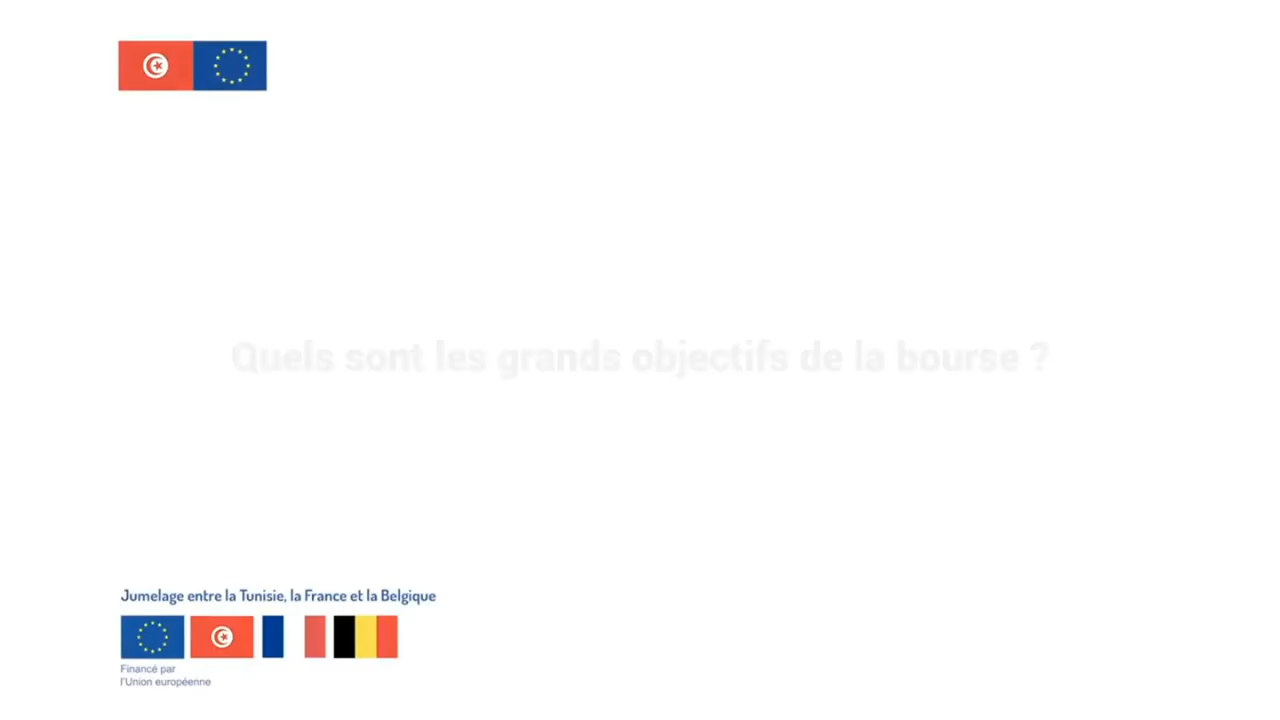 Quels sont les grands objectifs de la bourse ?
Jumelage entre la Tunisie, la France et la Belgique
Financé par
l'Union européenne